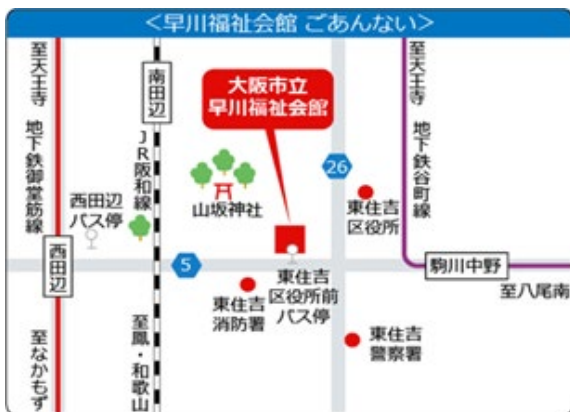 <早川福祉会館 ごあんない>
至天王寺
地下鉄御堂筋線
西田辺
至なかもず
西田辺
バス停
南田辺
JR阪和線
至鳳・和歌山
大阪市立
早川福祉会館
山坂神社
5
26
東住吉
消防署
東住吉
区役所前
バス停
東住吉
区役所
東住吉
警察署
至天王寺
地下鉄谷町線
駒川中野
至八尾南